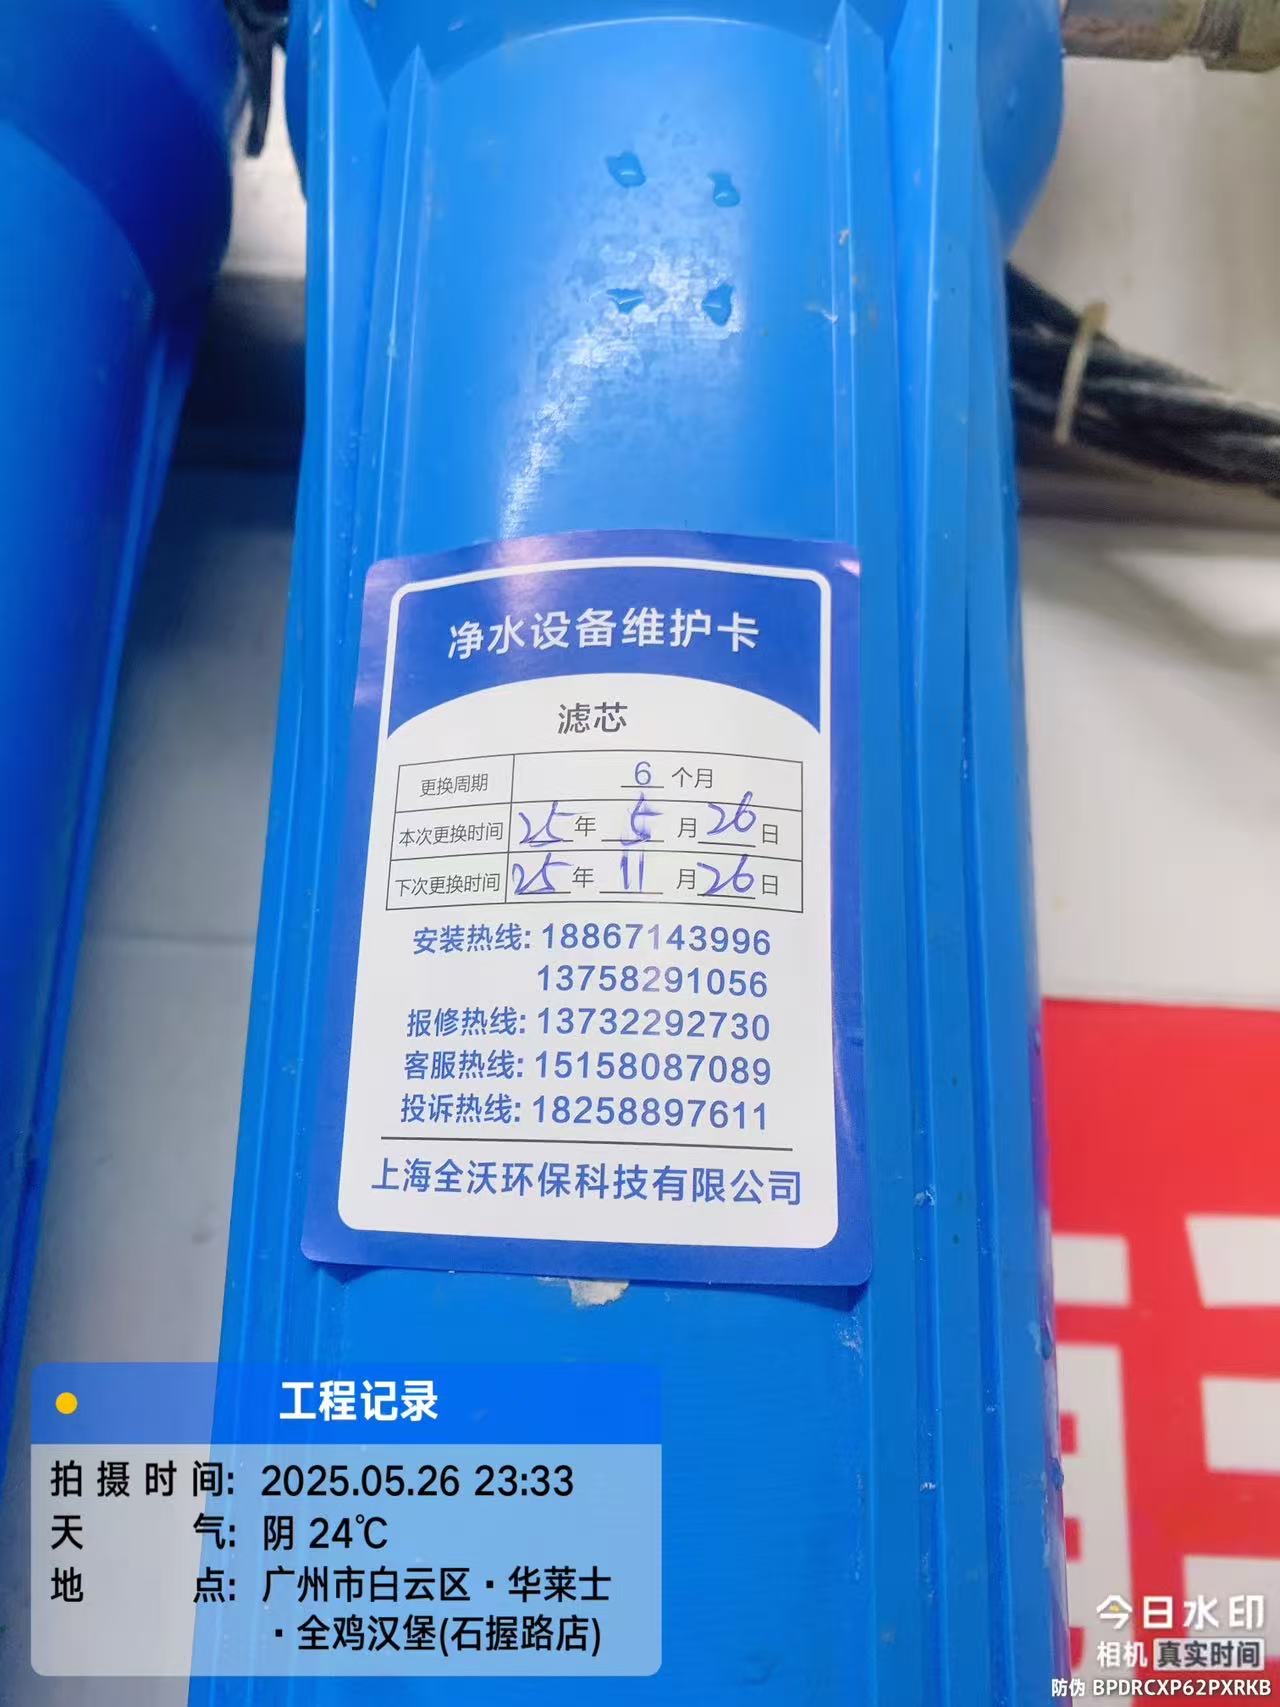 净水设备维护卡
滤芯
更换周期 6 个月
本次更换时间 25 年 5 月 26 日
下次更换时间 25 年 11 月 26 日
安装热线: 18867143996
13758291056
报修热线: 13732292730
客服热线: 15158087089
投诉热线: 18258897611
上海全沃环保科技有限公司
工程记录
拍摄时间: 2025.05.26 23:33
天气: 阴 24℃
地点: 广州市白云区·华莱士
·全鸡汉堡(石握路店)
今日水印
相机 真实时间
防伪 BPDRCXP62PXRKB